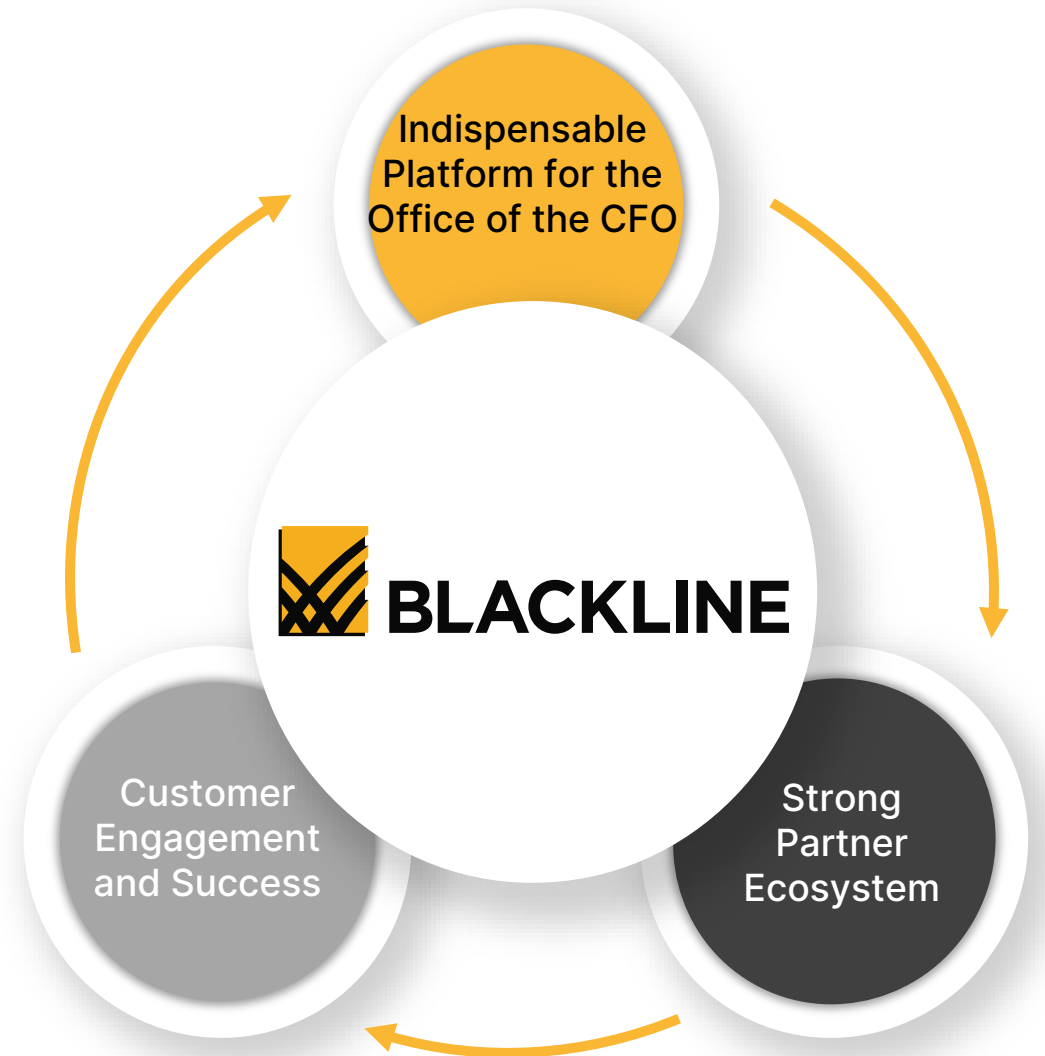 Indispensable
Platform for the
Office of the CFO
BLACKLINE
Customer
Engagement
and Success
Strong
Partner
Ecosystem